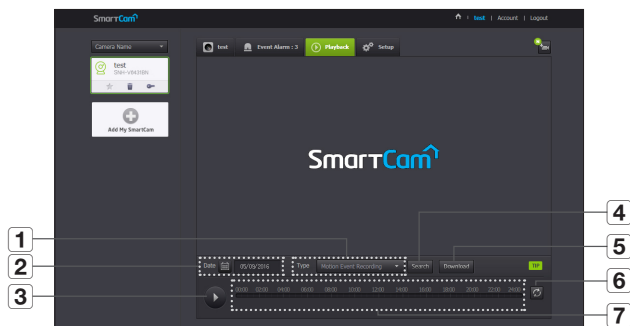 SmartCam
test | Account | Logout
Camera Name
test
SNH-V6431BN
Add My SmartCam
test
Event Alarm : 3
Playback
Setup
SmartCam
1
2
3
4
5
6
7
Date
05/09/2016
Type
Motion Event Recording
Search
Download
TIP
00:00 02:00 04:00 06:00 08:00 10:00 12:00 14:00 16:00 18:00 20:00 22:00 24:00